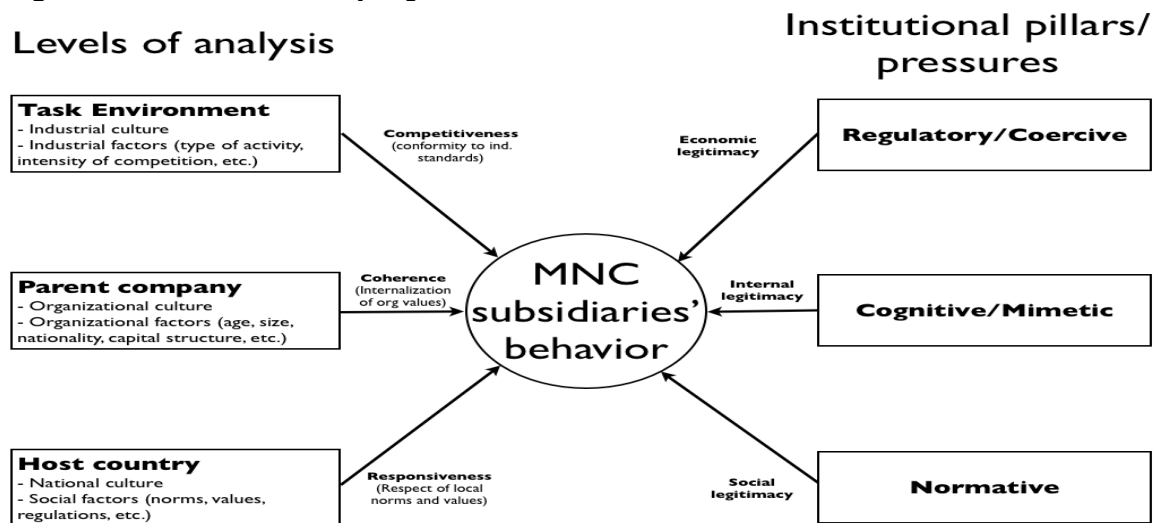 Levels of analysis
Institutional pillars/
pressures
Task Environment
- Industrial culture
- Industrial factors (type of activity,
intensity of competition, etc.)
Competitiveness
(conformity to ind.
standards)
Economic
legitimacy
Regulatory/Coercive
Parent company
- Organizational culture
- Organizational factors (age, size,
nationality, capital structure, etc.)
Coherence
(Internalization
of org values)
MNC
subsidiaries’
behavior
Internal
legitimacy
Cognitive/Mimetic
Host country
- National culture
- Social factors (norms, values,
regulations, etc.)
Responsiveness
(Respect of local
norms and values)
Social
legitimacy
Normative